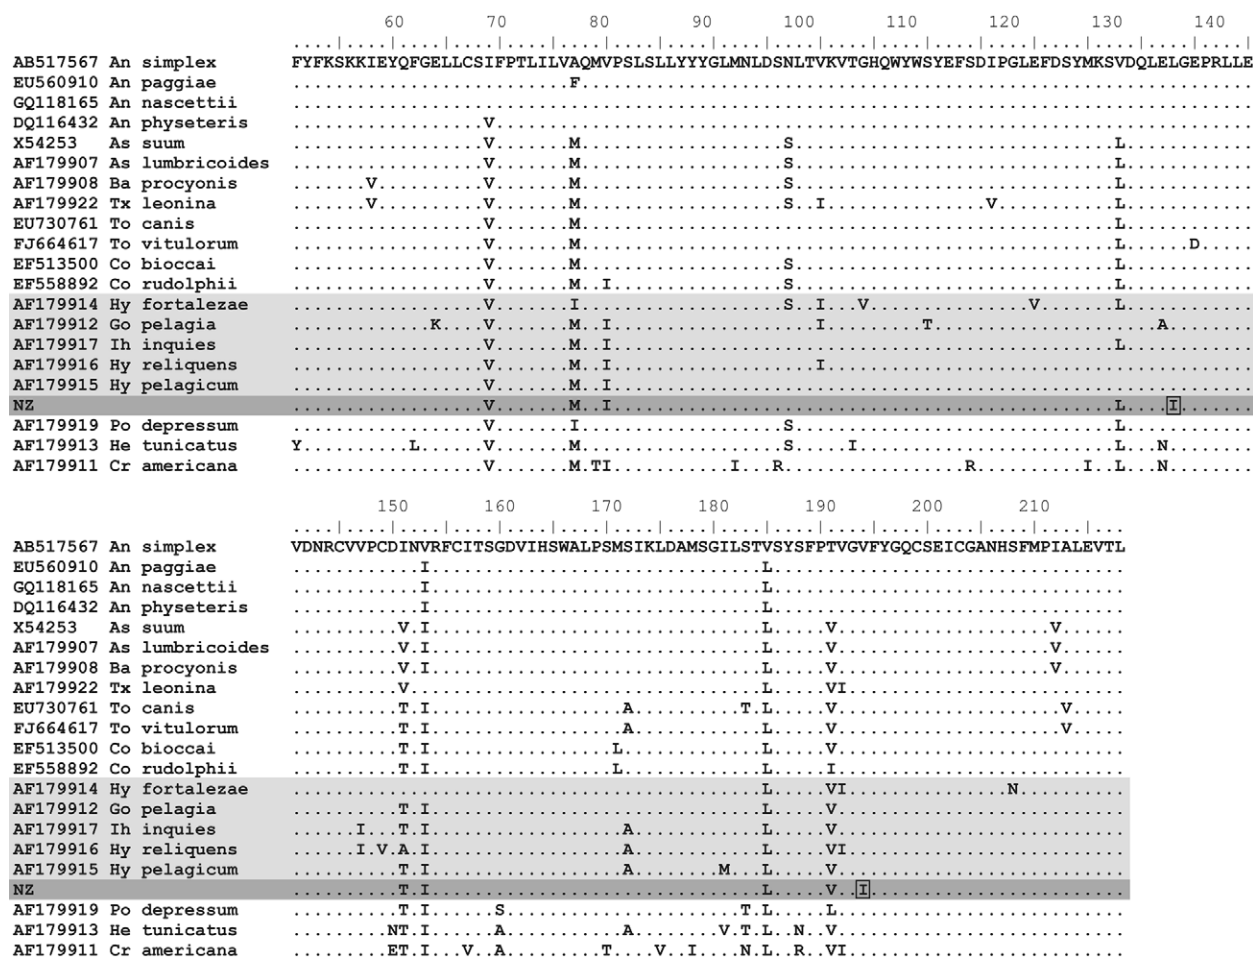 60 70 80 90 100 110 120 130 140
AB517567 An simplex FYFKSKKIEYQFGELLCSIFPTLILVAQMVPSLSLLYYYGLMNLDSNLTVKVTGHQWYWSYEFSDIPGLEFDSYMKSVDQLELGEPRLLE
EU560910 An paggiae ..........................F...............................................................
GQ118165 An nascettii ..........................................................................................
DQ116432 An physeteris ..................V.......................................................................
X54253 As suum ..................V.......M...................S..............................L............
AF179907 As lumbricoides ..................V.......M...................S..............................L............
AF179908 Ba procyonis .......V..........V.......M...................S..............................L............
AF179922 Tx leonina .......V..........V.......M...................S..I...............V...........L............
EU730761 To canis ..................V.......M..................................................L............
FJ664617 To vitulorum ..................V.......M..................................................L......D.....
EF513500 Co bioccai ..................V.......M...................S..............................L............
EF558892 Co rudolphii ..................V.......M..I................S..............................L............
AF179914 Hy fortalezae ..................V.......I...................S..I...V...............V.......L............
AF179912 Go pelagia .............K....V.......M..I...................I.........T.....................A........
AF179917 Ih inquies ..................V.......M..I...............................................L............
AF179916 Hy reliquens ..................V.......M..I...................I........................................
AF179915 Hy pelagicum ..................V.......M..I............................................................
NZ ..................V.......M..I...............................................L....I.......
AF179919 Po depressum ..................V.......I...................S..............................L............
AF179913 He tunicatus Y..........L......V.......M...................S.....I........................L...N........
AF179911 Cr americana ..................V.......M.TI...........I...R.................R..........I..L...N........
150 160 170 180 190 200 210
AB517567 An simplex VDNRCVVPCDINVRFCITSGDVIHSWALPSMSIKLDAMSGILSTVSYSFPTVGVFYGQCSEICGANHSFMPIALEVTL
EU560910 An paggiae ............I...............................L.................................
GQ118165 An nascettii ............I...............................L.................................
DQ116432 An physeteris ............I...............................L.................................
X54253 As suum ..........V.I...............................L.....V....................V......
AF179907 As lumbricoides ..........V.I...............................L.....V....................V......
AF179908 Ba procyonis ..........V.I...............................L.....V....................V......
AF179922 Tx leonina ..........V.................................L.....VI..........................
EU730761 To canis ..........T.I..................A..........T.L.....V.....................V.....
FJ664617 To vitulorum ..........T.I..................A............L.....V.....................V.....
EF513500 Co bioccai ..........T.I.................L.............L.....V...........................
EF558892 Co rudolphii ..........T.I.................L.............L.....I...........................
AF179914 Hy fortalezae ............................................L.....VI...............N..........
AF179912 Go pelagia ..........T.I...............................L.....V...........................
AF179917 Ih inquies ......I...T.I..................A............L.....V...........................
AF179916 Hy reliquens ......I.V.A.I..................A............L.....VI..........................
AF179915 Hy pelagicum ..........T.I..................A........M...L.....V...........................
NZ ..........T.I...............................L.....V..I........................
AF179919 Po depressum ..........T.I......S......................T.L.....L...........................
AF179913 He tunicatus .........NT.I......A...........A........V.T.L..N..V...........................
AF179911 Cr americana .........ET.I...V..A.........T....I..I....N.L..R..VI..........................